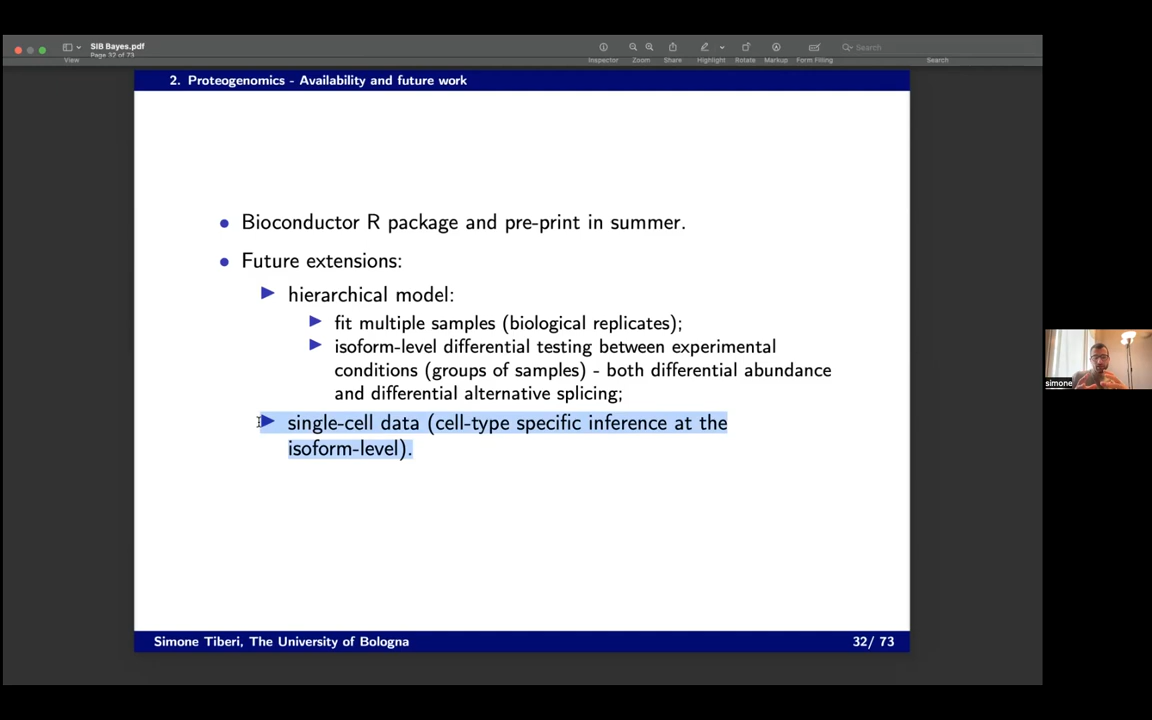 SIB Bayes.pdf
Page 32 of 73
View
Inspector
Zoom
Share
Highlight
Rotate
Markup
Form Filling
Search
Search
2. Proteogenomics - Availability and future work
Bioconductor R package and pre-print in summer.
Future extensions:
hierarchical model:
fit multiple samples (biological replicates);
isoform-level differential testing between experimental
conditions (groups of samples) - both differential abundance
and differential alternative splicing;
single-cell data (cell-type specific inference at the
isoform-level).
simone
Simone Tiberi, The University of Bologna
32/ 73